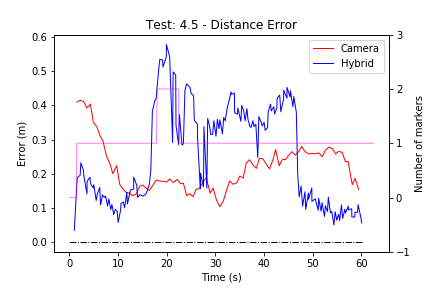 Test: 4.5 - Distance Error
Camera
Hybrid
Error (m)
0.6
0.5
0.4
0.3
0.2
0.1
0.0
3
2
1
0
−1
Number of markers
0 10 20 30 40 50 60
Time (s)